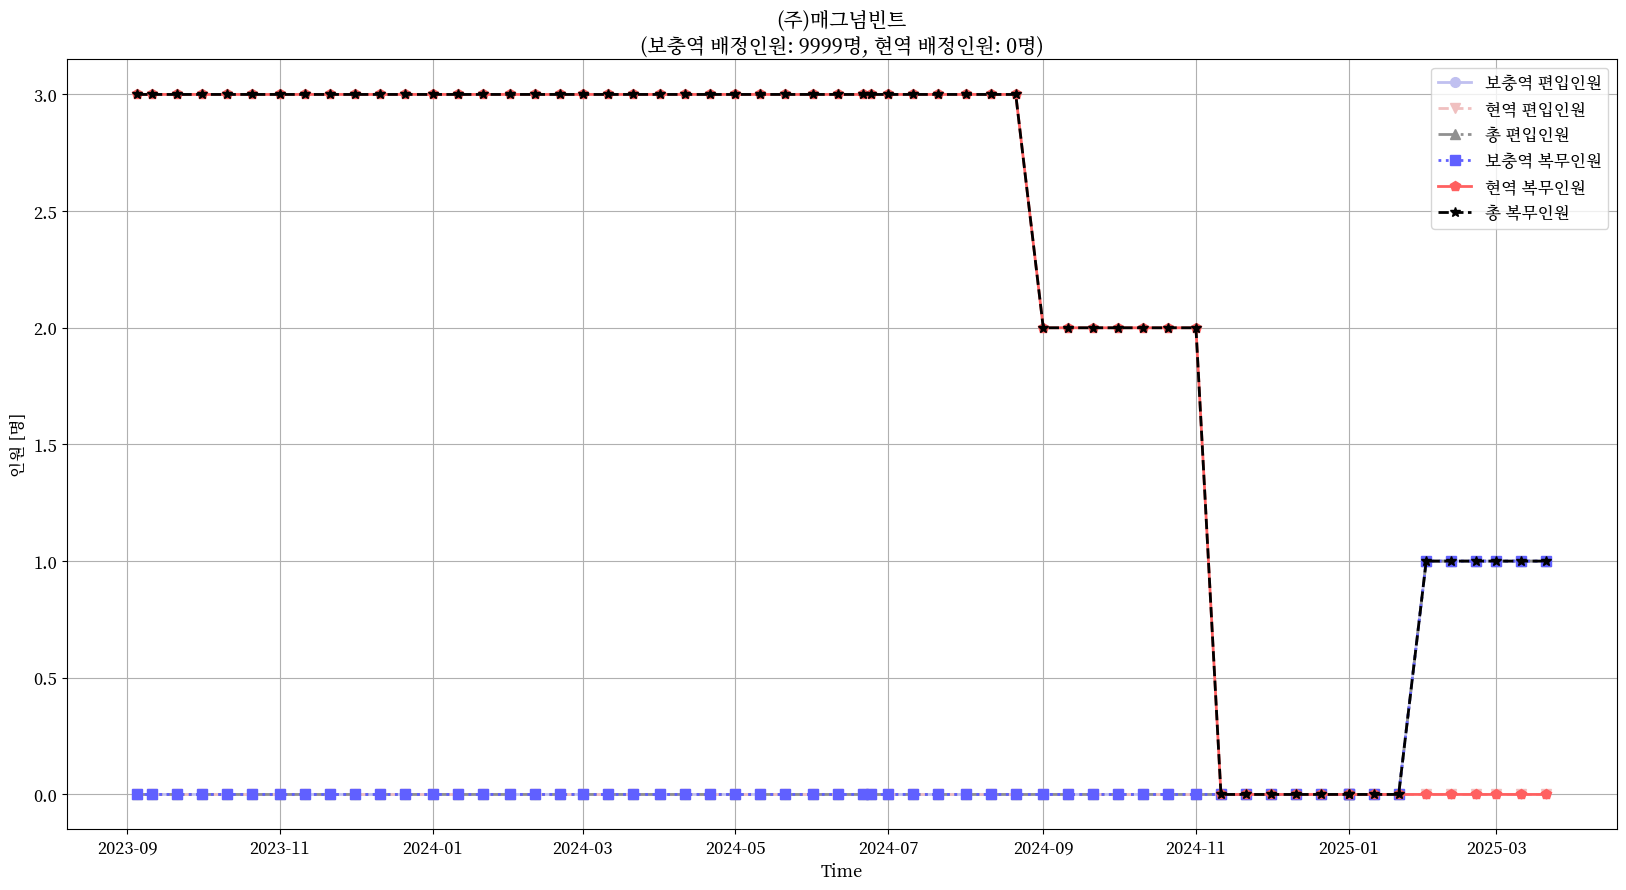 (주)매그넘빈트
(보충역 배정인원: 9999명, 현역 배정인원: 0명)
보충역 편입인원
현역 편입인원
총 편입인원
보충역 복무인원
현역 복무인원
총 복무인원
인원 [명]
3.0
2.5
2.0
1.5
1.0
0.5
0.0
2023-09
2023-11
2024-01
2024-03
2024-05
2024-07
2024-09
2024-11
2025-01
2025-03
Time